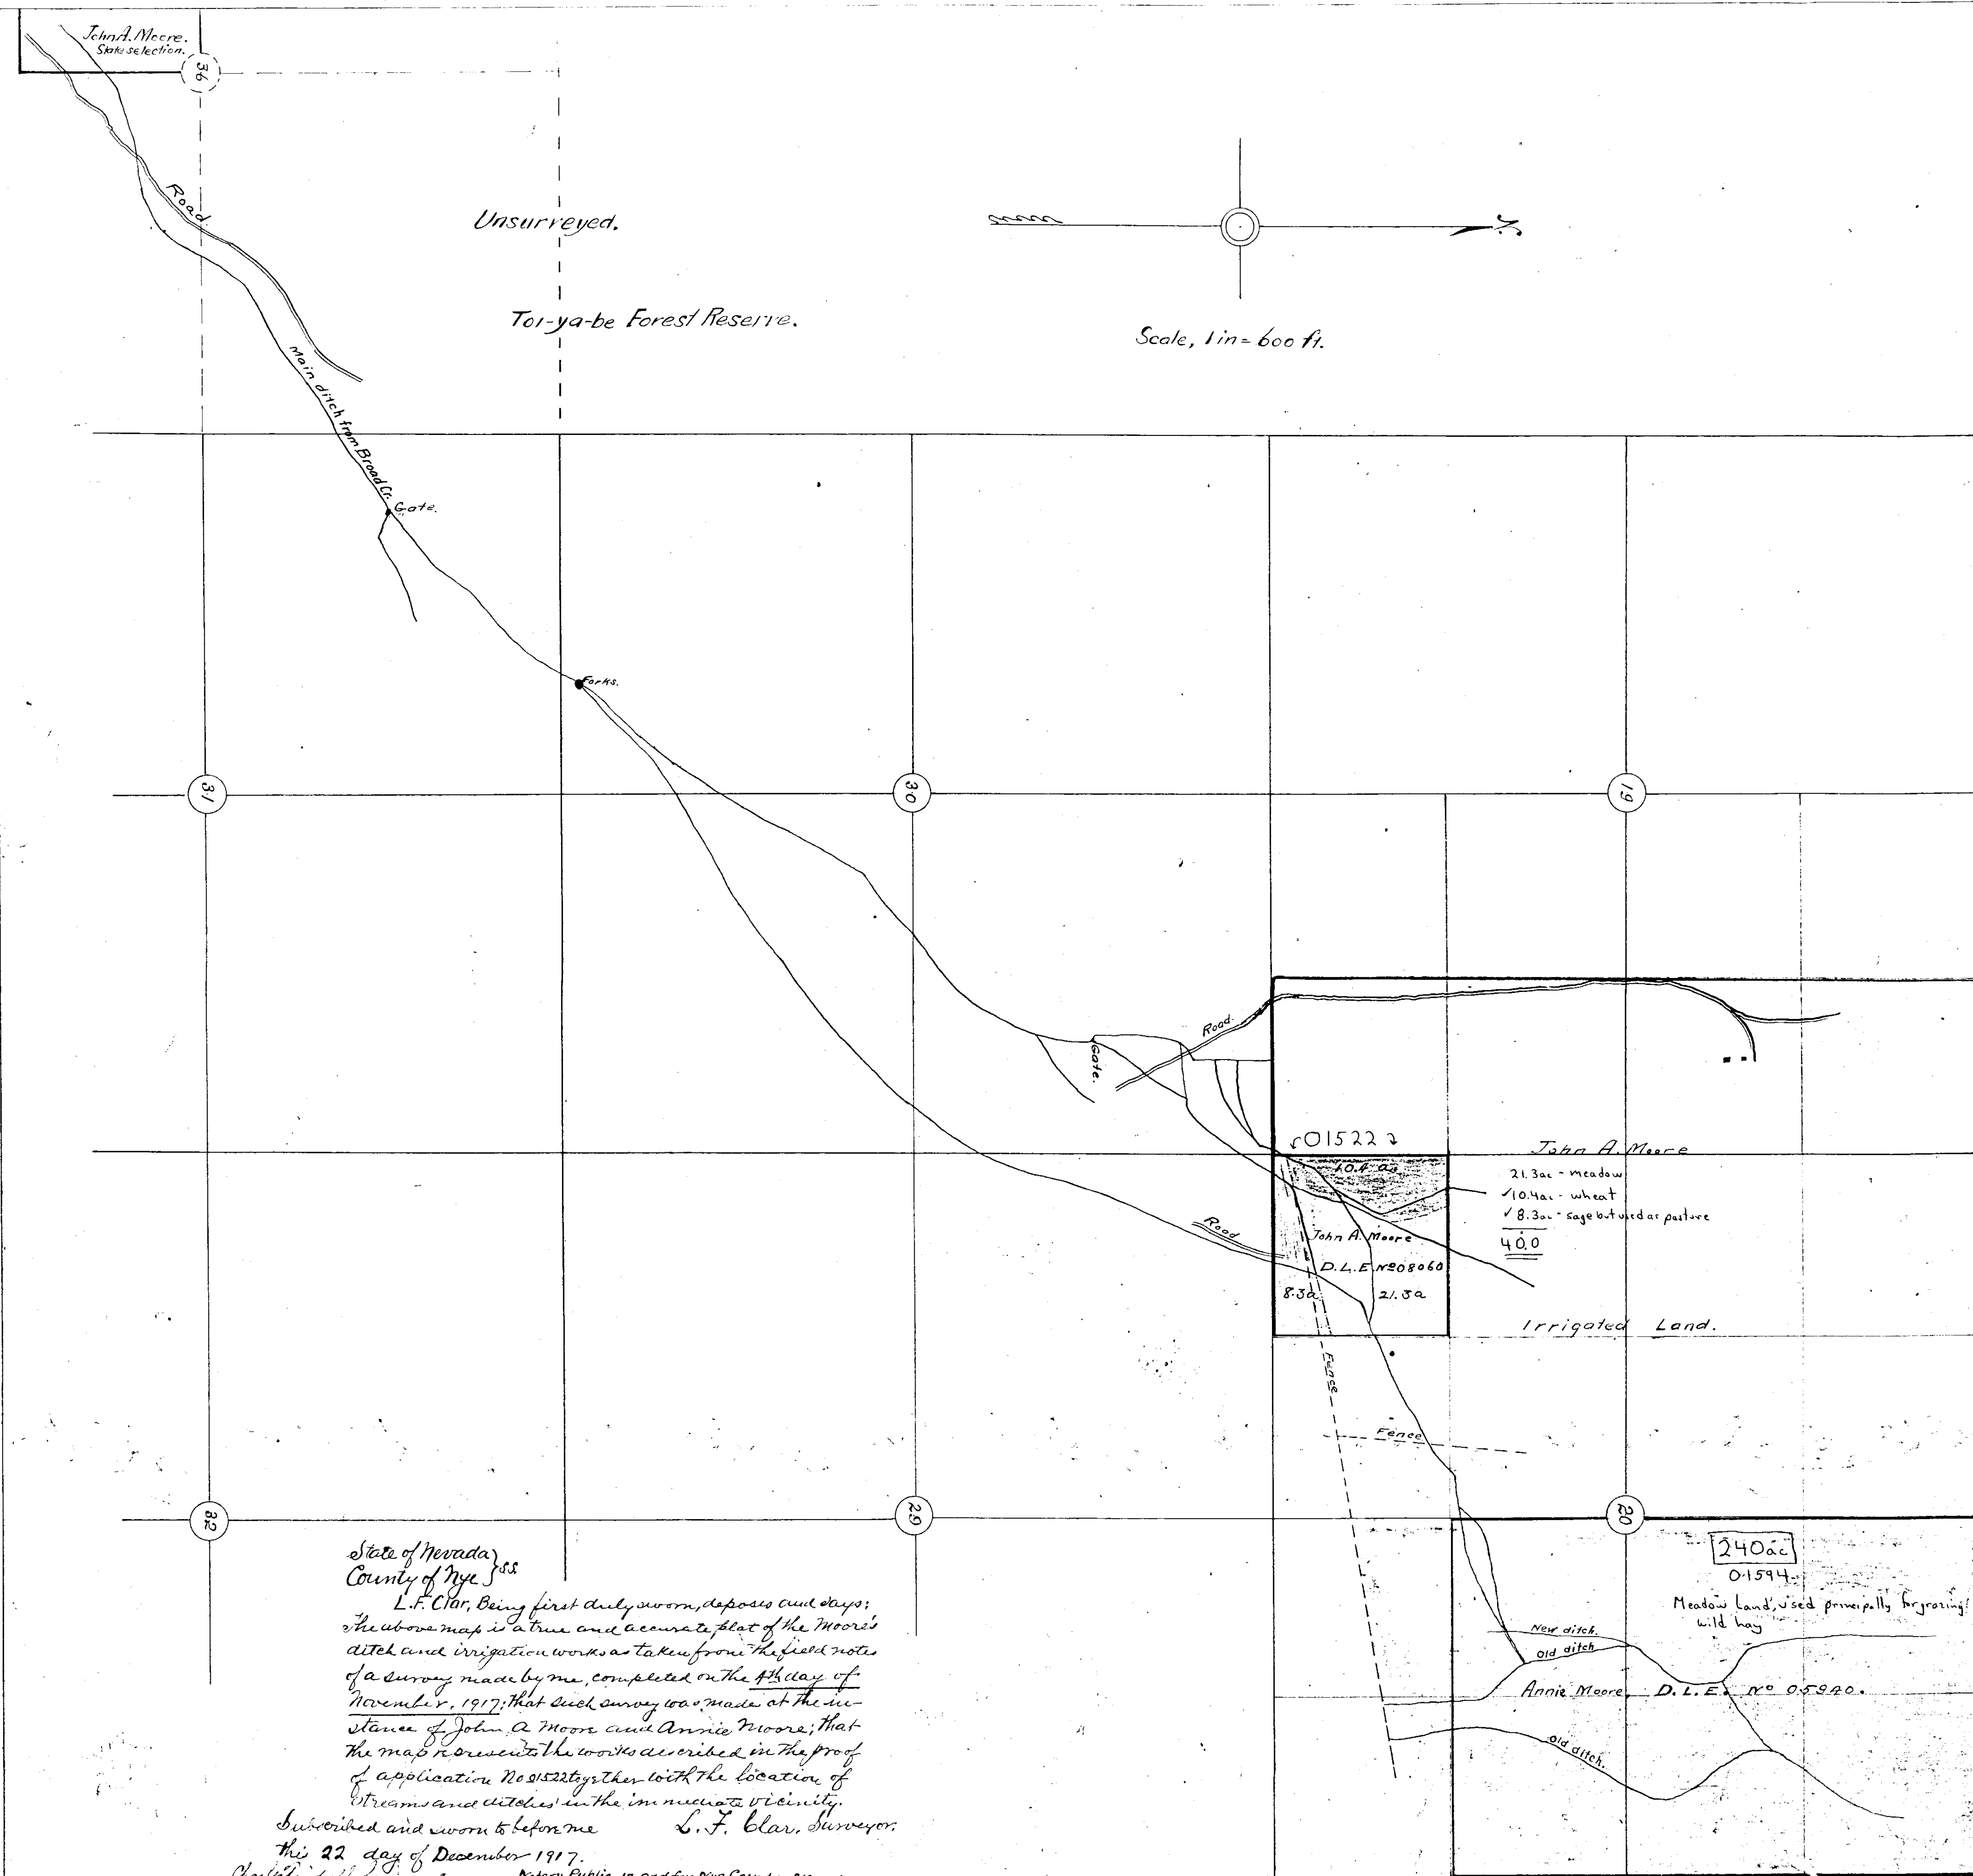 John A. Moore.
State selection.
36
Road
Unsurveyed.
Toi-ya-be Forest Reserve.
Scale, 1 in = 600 ft.
Main ditch from Broad Cr.
Gate.
Forks.
31
30
19
Road.
Gate.
01522
10.4 a.
John A. Moore
21.3ac - meadow
✓10.4ac - wheat
✓8.3ac - sage but used as pasture
40.0
Road
John A. Moore
D.L.E. Nº 08060
8.3a.
21.3a
Irrigated Land.
Fence
Fence
32
29
20
240ac
01594
Meadow Land, used principally for grazing.
wild hay
New ditch.
Old ditch
Annie Moore, D.L.E. Nº 05840.
Old ditch.
State of Nevada } SS
County of Nye
L.F. Clar, Being first duly sworn, deposes and says:
The above map is a true and accurate plat of the Moore's
ditch and irrigation works as taken from the field notes
of a survey made by me, completed on the 4th day of
November, 1917; that such survey was made at the in-
stance of John A Moore and Annie Moore; that
the map represents the works described in the proof
of application No 01522 together with the location of
streams and ditches in the immediate vicinity.
Subscribed and sworn to before me L. F. Clar, Surveyor.
this 22 day of December 1917.
Notary Public in and for Nye County